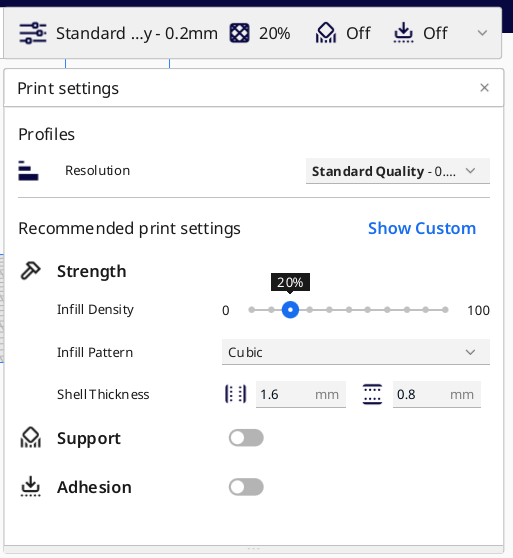 Standard ...y - 0.2mm 20% Off Off
Print settings
Profiles
Resolution Standard Quality - 0....
Recommended print settings Show Custom
Strength
20%
Infill Density 0 100
Infill Pattern Cubic
Shell Thickness 1.6 mm 0.8 mm
Support
Adhesion